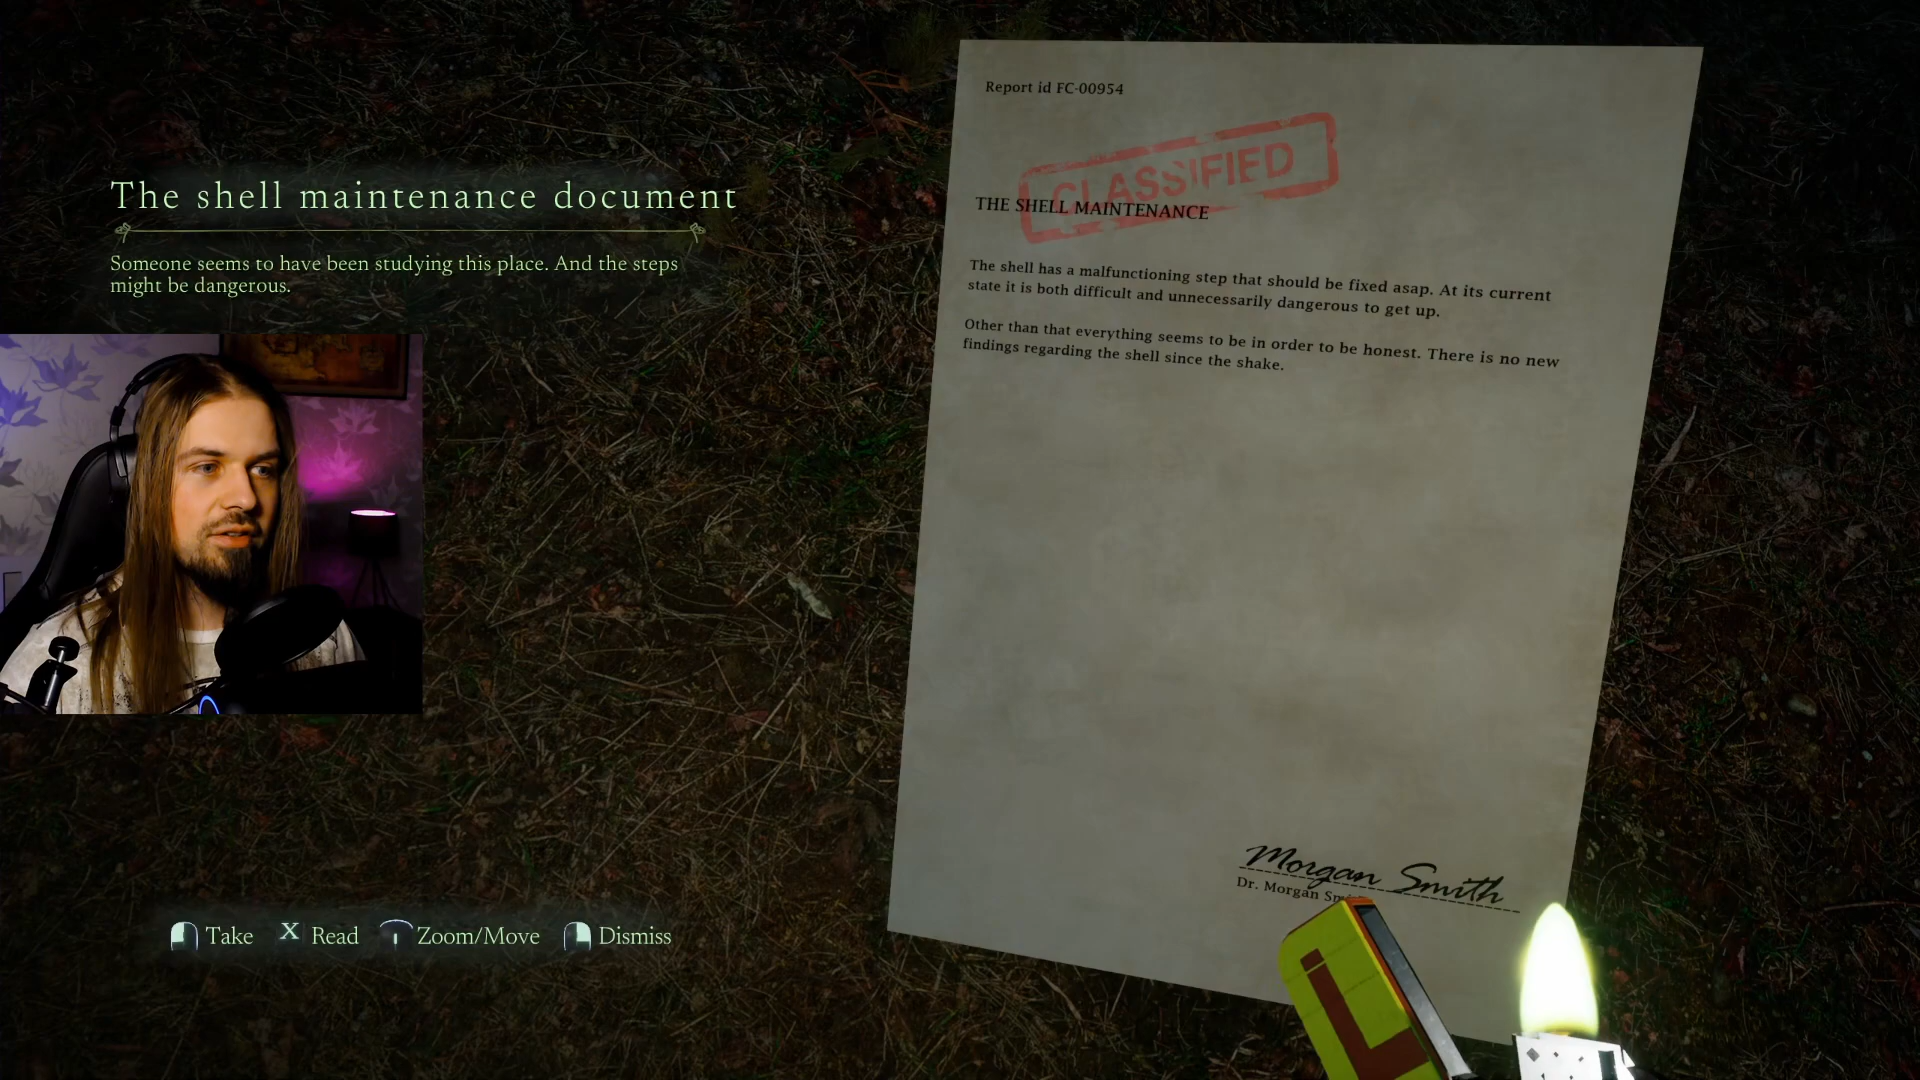 The shell maintenance document
Someone seems to have been studying this place. And the steps
might be dangerous.
Report id FC-00954
CLASSIFIED
THE SHELL MAINTENANCE
The shell has a malfunctioning step that should be fixed asap. At its current
state it is both difficult and unnecessarily dangerous to get up.
Other than that everything seems to be in order to be honest. There is no new
findings regarding the shell since the shake.
Morgan Smith
Dr. Morgan
Take X Read Zoom/Move Dismiss